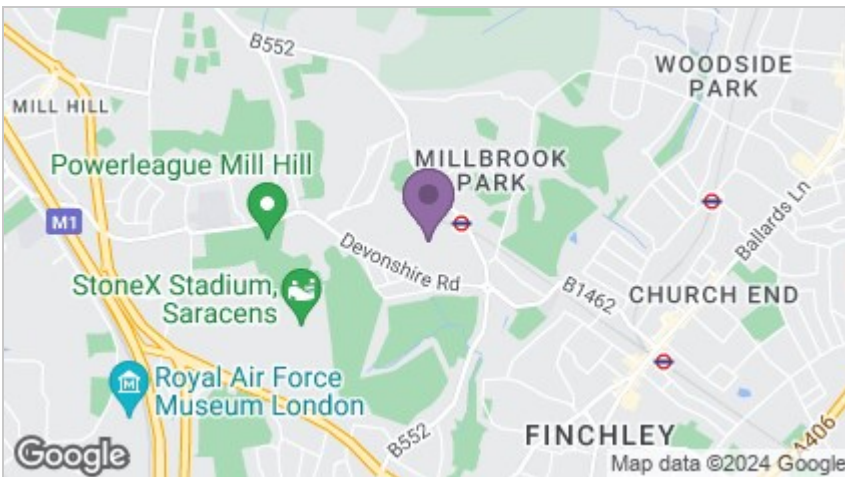 B552
WOODSIDE
PARK
MILL HILL
Powerleague Mill Hill
MILLBROOK
PARK
M1
Devonshire Rd
Ballards Ln
StoneX Stadium,
Saracens
B1462
CHURCH END
Royal Air Force
Museum London
M
B552
FINCHLEY
A406
Google
Map data ©2024 Google